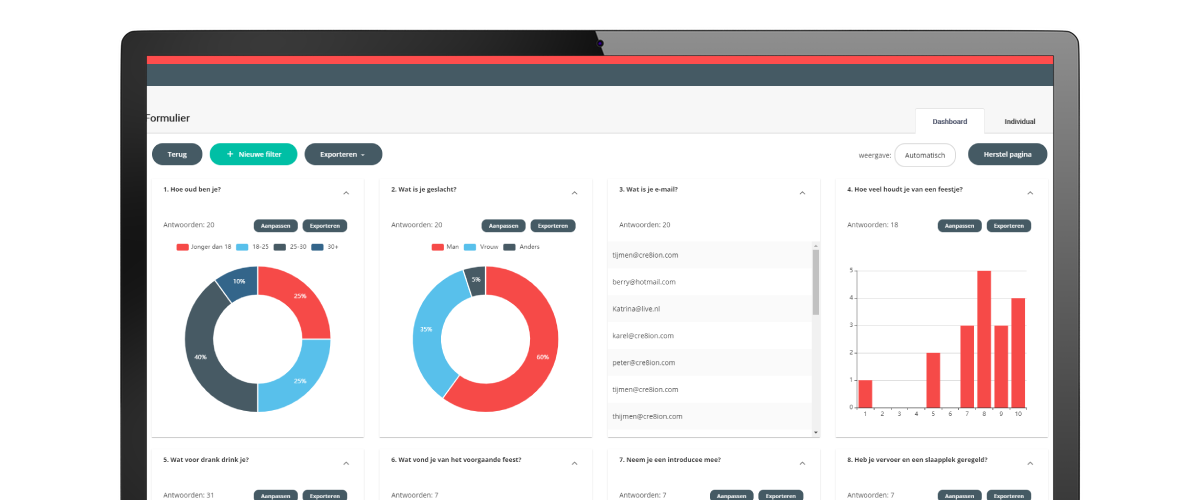 Formulier
Dashboard
Individual
Terug
+ Nieuwe filter
Exporteren
weergave:
Automatisch
Herstel pagina
1. Hoe oud ben je?
Antwoorden: 20
Aanpassen
Exporteren
Jonger dan 18
18-25
25-30
30+
10%
25%
40%
25%
2. Wat is je geslacht?
Antwoorden: 20
Aanpassen
Exporteren
Man
Vrouw
Anders
5%
35%
60%
3. Wat is je e-mail?
Antwoorden: 20
tijmen@cre8ion.com
berry@hotmail.com
Katrina@live.nl
karel@cre8ion.com
peter@cre8ion.com
tijmen@cre8ion.com
thijmen@cre8ion.com
4. Hoe veel houdt je van een feestje?
Antwoorden: 18
Aanpassen
Exporteren
5
4
3
2
1
0
1 2 3 4 5 6 7 8 9 10
5. Wat voor drank drink je?
Antwoorden: 31
Aanpassen
Exporteren
6. Wat vond je van het voorgaande feest?
Antwoorden: 7
7. Neem je een introducee mee?
Antwoorden: 7
Aanpassen
Exporteren
8. Heb je vervoer en een slaapplek geregeld?
Antwoorden: 7
Aanpassen
Exporteren